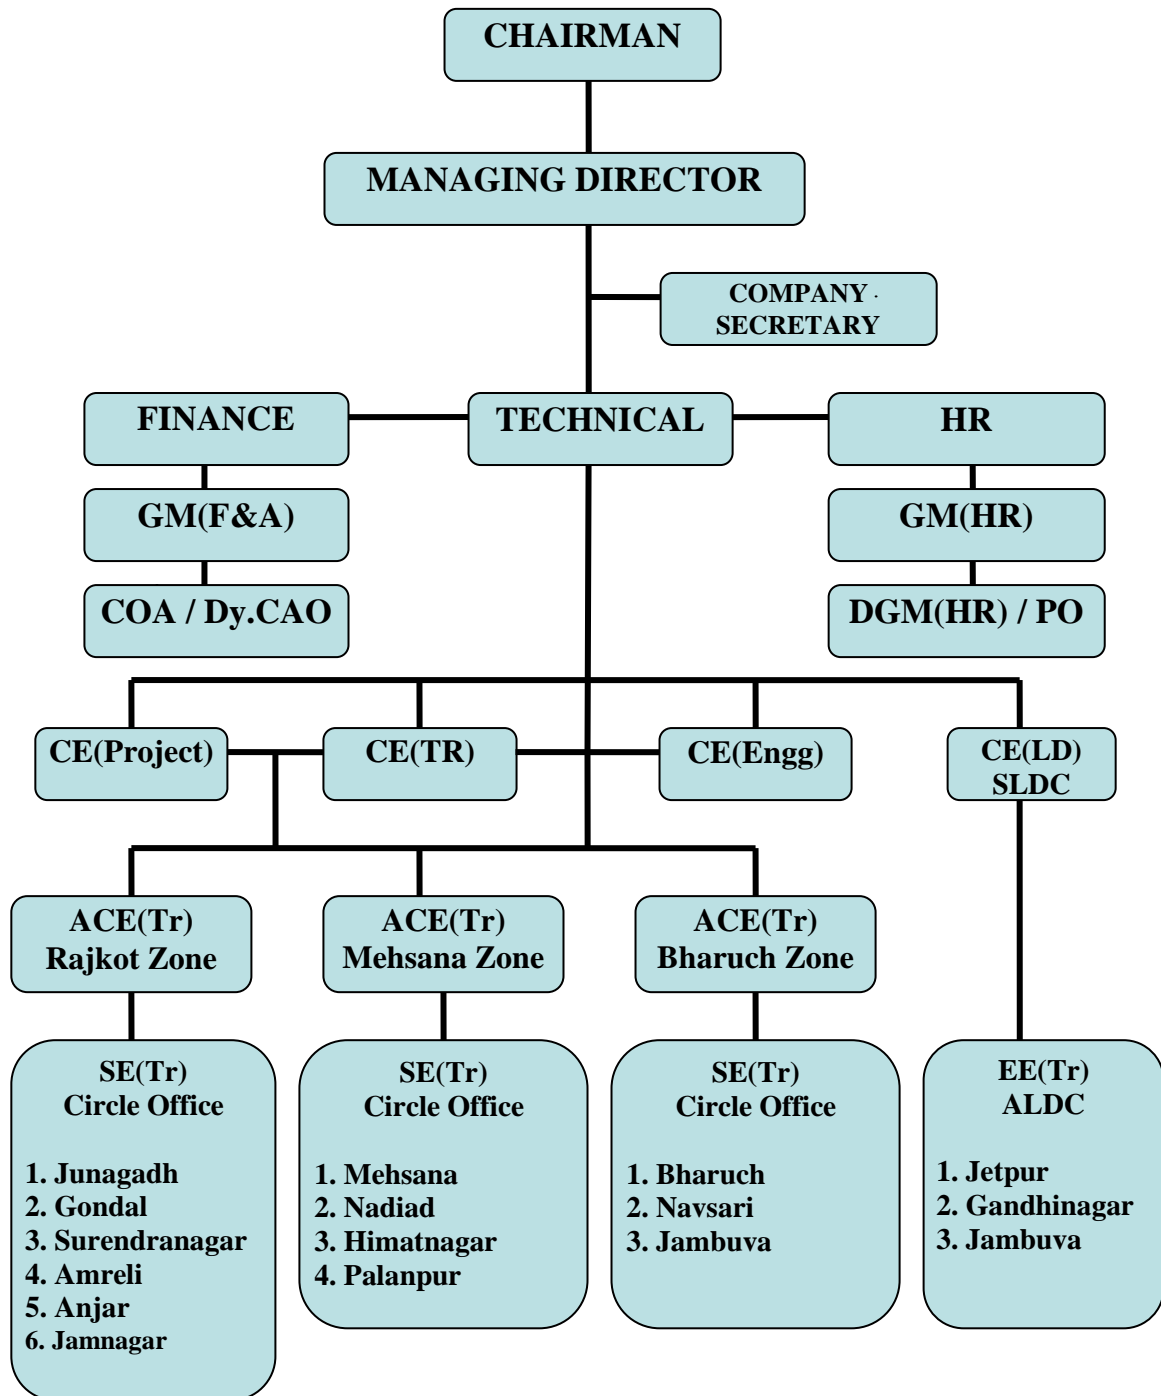 CHAIRMAN
MANAGING DIRECTOR
COMPANY .
SECRETARY
FINANCE
TECHNICAL
HR
GM(F&A)
GM(HR)
COA / Dy.CAO
DGM(HR) / PO
CE(Project)
CE(TR)
CE(Engg)
CE(LD)
SLDC
ACE(Tr)
Rajkot Zone
ACE(Tr)
Mehsana Zone
ACE(Tr)
Bharuch Zone
SE(Tr)
Circle Office
1. Junagadh
2. Gondal
3. Surendranagar
4. Amreli
5. Anjar
6. Jamnagar
SE(Tr)
Circle Office
1. Mehsana
2. Nadiad
3. Himatnagar
4. Palanpur
SE(Tr)
Circle Office
1. Bharuch
2. Navsari
3. Jambuva
EE(Tr)
ALDC
1. Jetpur
2. Gandhinagar
3. Jambuva